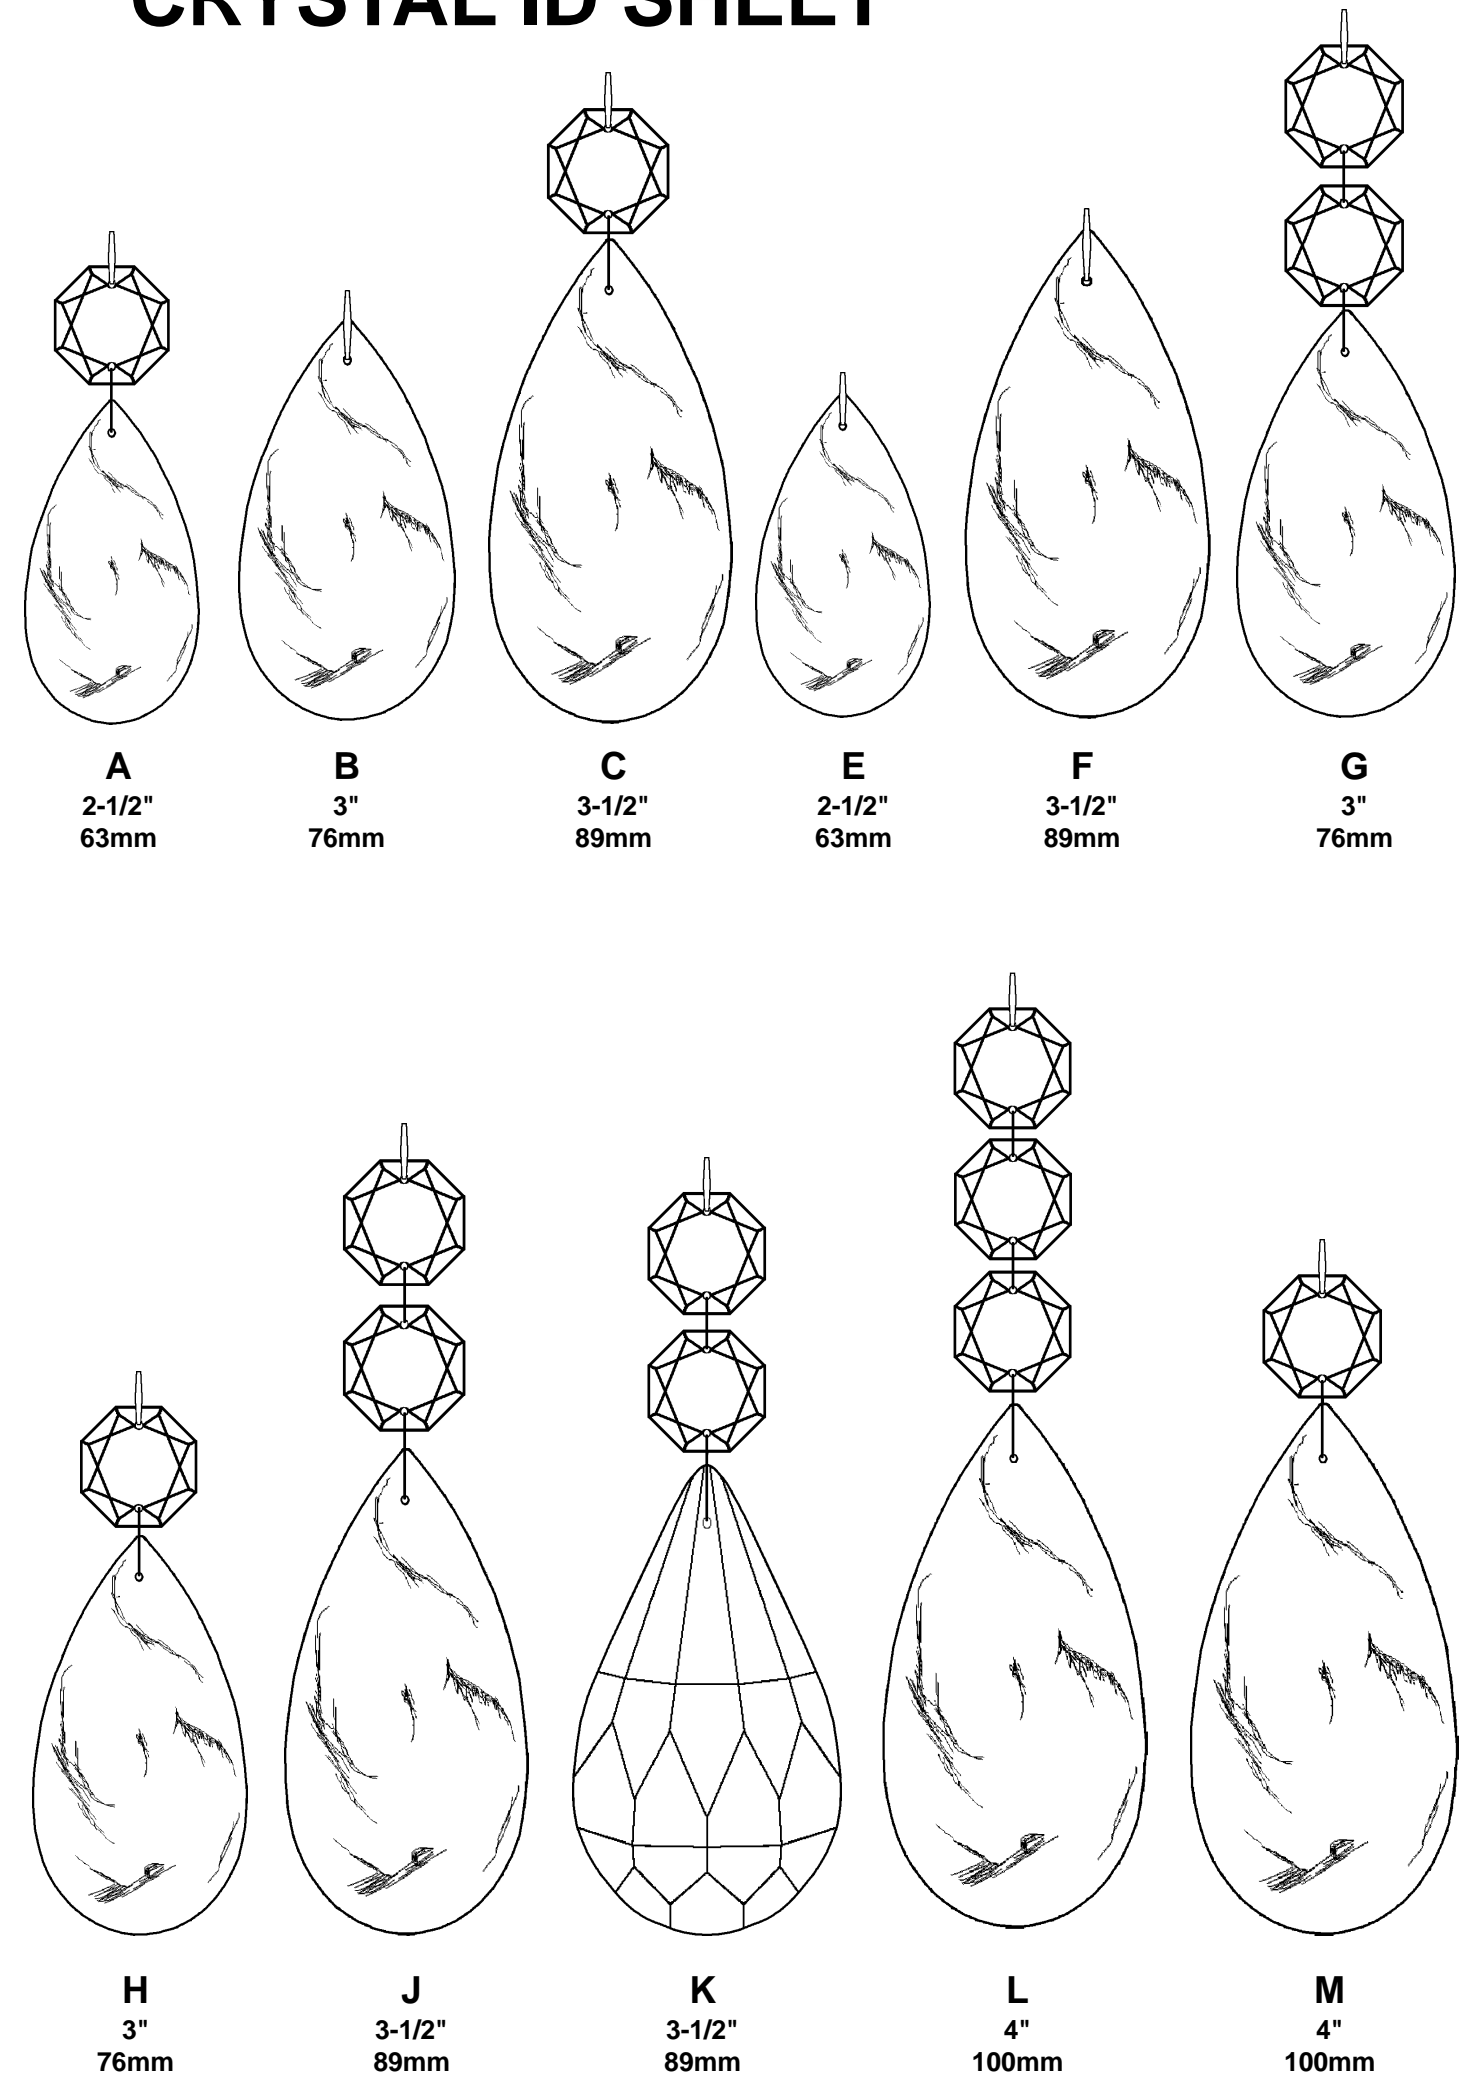 CRYSTAL ID SHEET
A B C E F G
2-1/2" 3" 3-1/2" 2-1/2" 3-1/2" 3"
63mm 76mm 89mm 63mm 89mm 76mm
H J K L M
3" 3-1/2" 3-1/2" 4" 4"
76mm 89mm 89mm 100mm 100mm